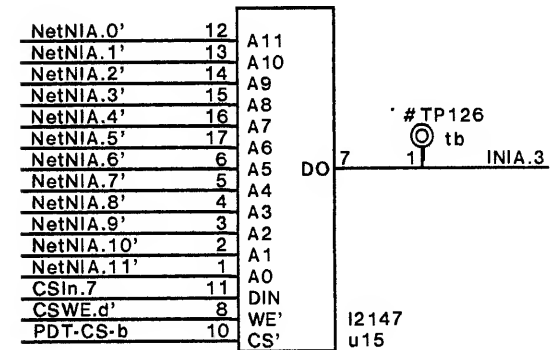 NetNIA.0' 12 A11
NetNIA.1' 13 A10
NetNIA.2' 14 A9
NetNIA.3' 15 A8
NetNIA.4' 16 A7
NetNIA.5' 17 A6
NetNIA.6' 6 A5
NetNIA.7' 5 A4
NetNIA.8' 4 A3
NetNIA.9' 3 A2
NetNIA.10' 2 A1
NetNIA.11' 1 A0
CSIn.7 11 DIN
CSWE.d' 8 WE'
PDT-CS-b 10 CS'
#TP126
tb
DO 7 1 INIA.3
I2147
u15